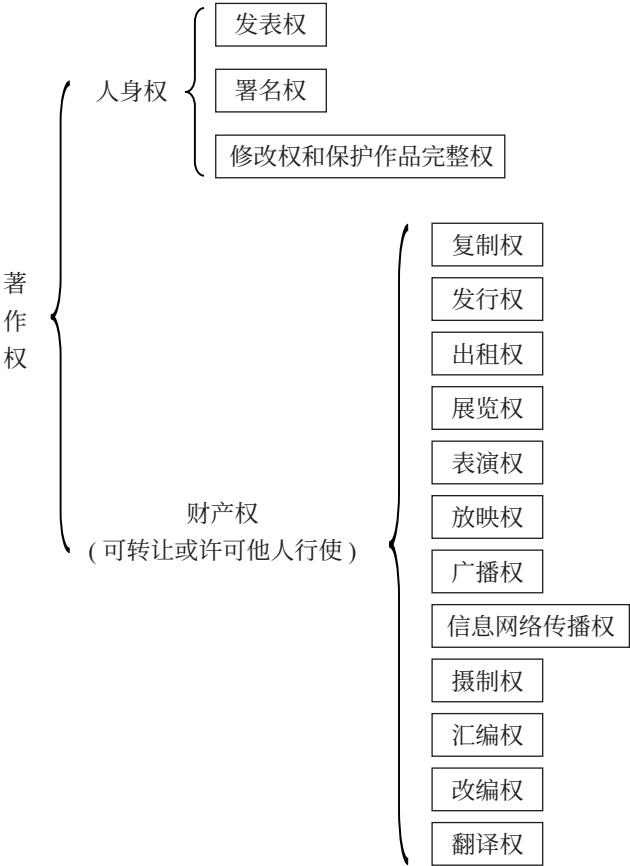 著作权
人身权
发表权
署名权
修改权和保护作品完整权
财产权
(可转让或许可他人行使)
复制权
发行权
出租权
展览权
表演权
放映权
广播权
信息网络传播权
摄制权
汇编权
改编权
翻译权